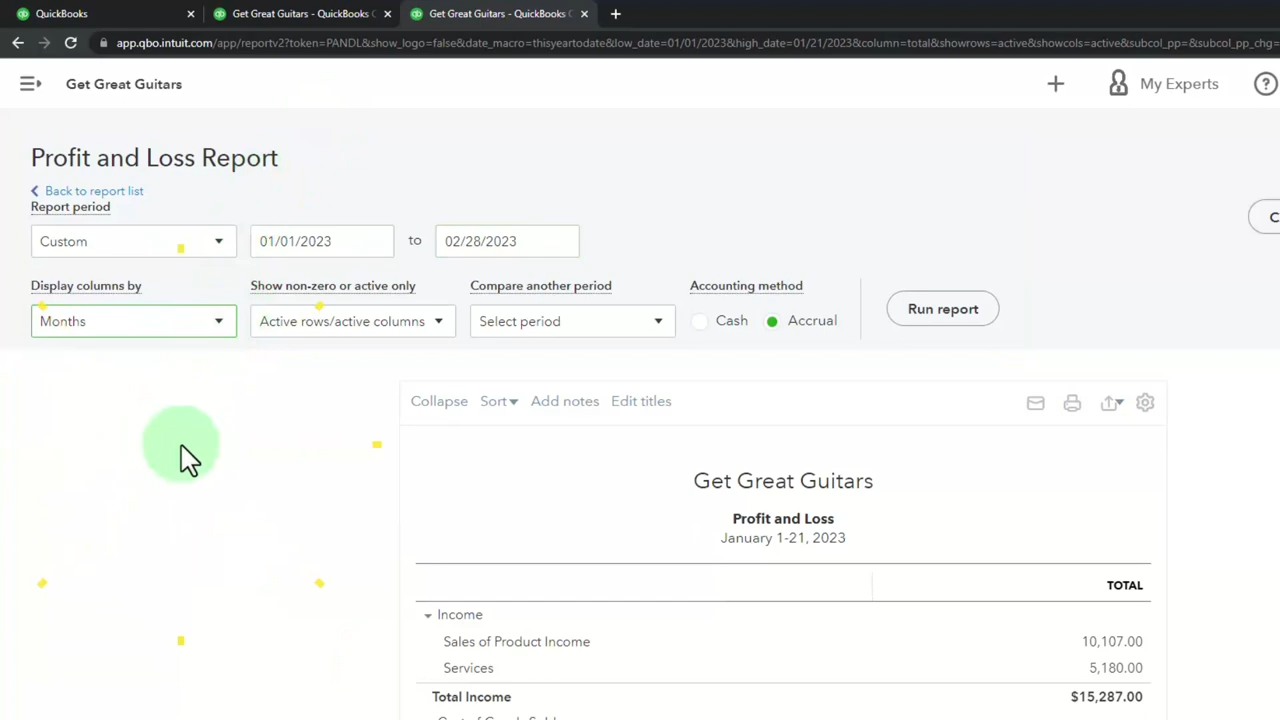 QuickBooks
Get Great Guitars - QuickBooks
Get Great Guitars - QuickBooks
app.qbo.intuit.com/app/reportv2?token=PANDL&show_logo=false&date_macro=thisyeartodate&low_date=01/01/2023&high_date=01/21/2023&column=total&showrows=active&showcols=active&subcol_pp=&subcol_pp_chg=
Get Great Guitars
My Experts
?
Profit and Loss Report
Back to report list
Report period
Custom 01/01/2023 to 02/28/2023
Display columns by Show non-zero or active only Compare another period Accounting method
Months Active rows/active columns Select period Cash Accrual Run report
Collapse Sort Add notes Edit titles
Get Great Guitars
Profit and Loss
January 1-21, 2023
TOTAL
Income
Sales of Product Income 10,107.00
Services 5,180.00
Total Income $15,287.00